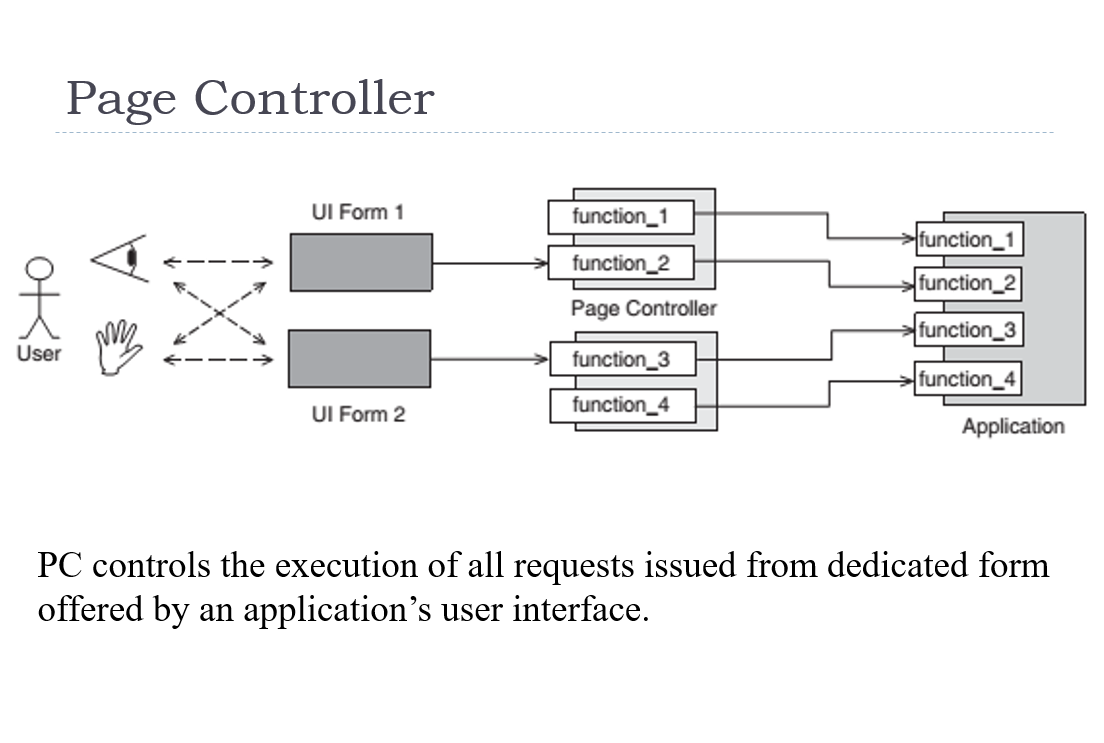 Page Controller
UI Form 1
function_1
function_2
Page Controller
function_1
function_2
function_3
function_4
User
function_3
function_4
UI Form 2
Application
PC controls the execution of all requests issued from dedicated form
offered by an application’s user interface.